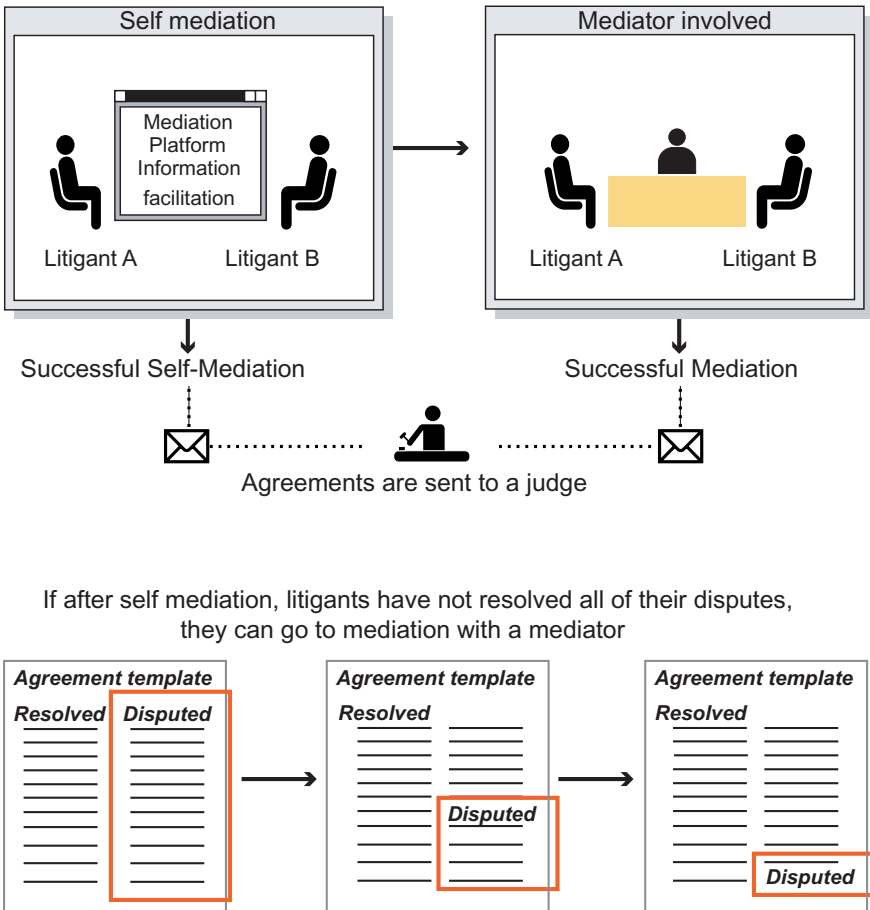 Self mediation
Mediator involved
Mediation
Platform
Information
facilitation
Litigant A
Litigant B
Litigant A
Litigant B
Successful Self-Mediation
Successful Mediation
Agreements are sent to a judge
If after self mediation, litigants have not resolved all of their disputes,
they can go to mediation with a mediator
Agreement template
Resolved
Disputed
Agreement template
Resolved
Disputed
Agreement template
Resolved
Disputed